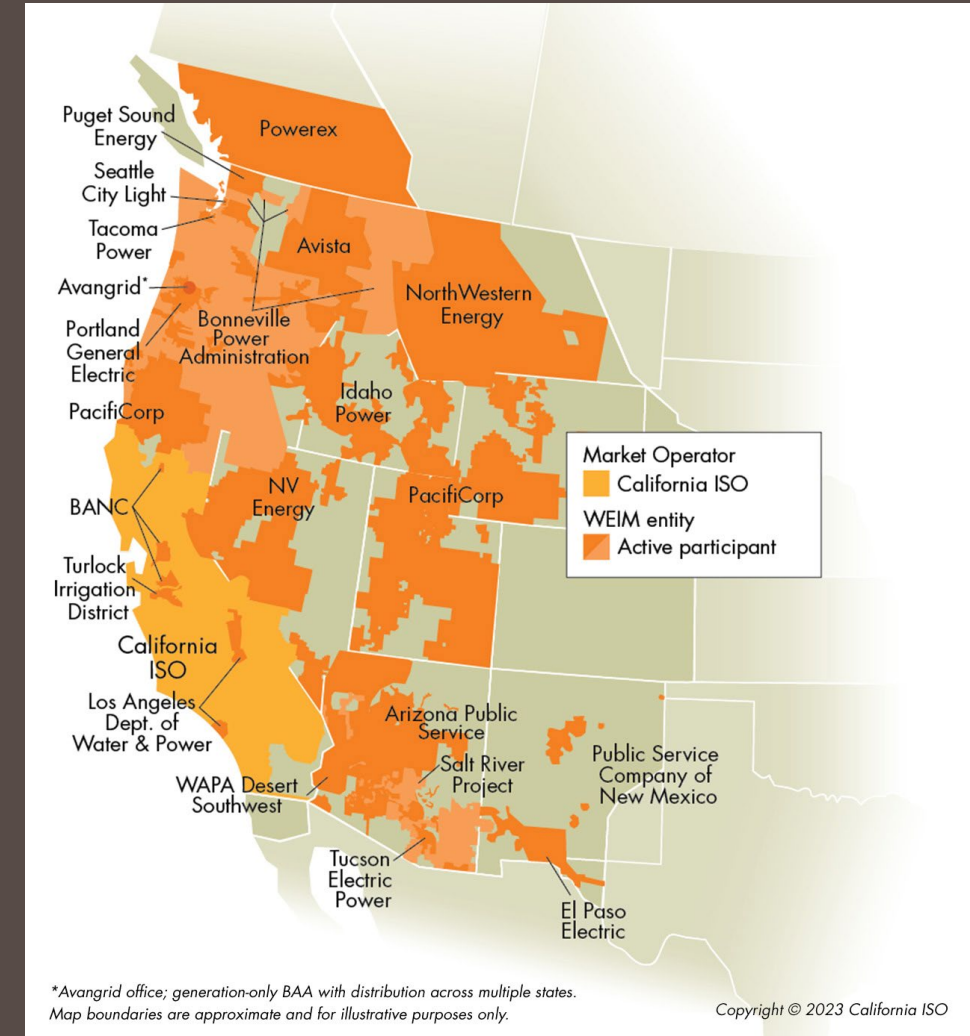 Puget Sound
Energy
Powerex
Seattle
City Light
Tacoma
Power
Avista
Avangrid*
NorthWestern
Energy
Bonneville
Power
Administration
Portland
General
Electric
Idaho
Power
PacifiCorp
Market Operator
California ISO
WEIM entity
Active participant
NV
Energy
PacifiCorp
BANC
Turlock
Irrigation
District
California
ISO
Los Angeles
Dept. of
Water & Power
Arizona Public
Service
Salt River
Project
Public Service
Company of
New Mexico
WAPA Desert
Southwest
Tucson
Electric
Power
El Paso
Electric
*Avangrid office; generation-only BAA with distribution across multiple states.
Map boundaries are approximate and for illustrative purposes only.
Copyright © 2023 California ISO